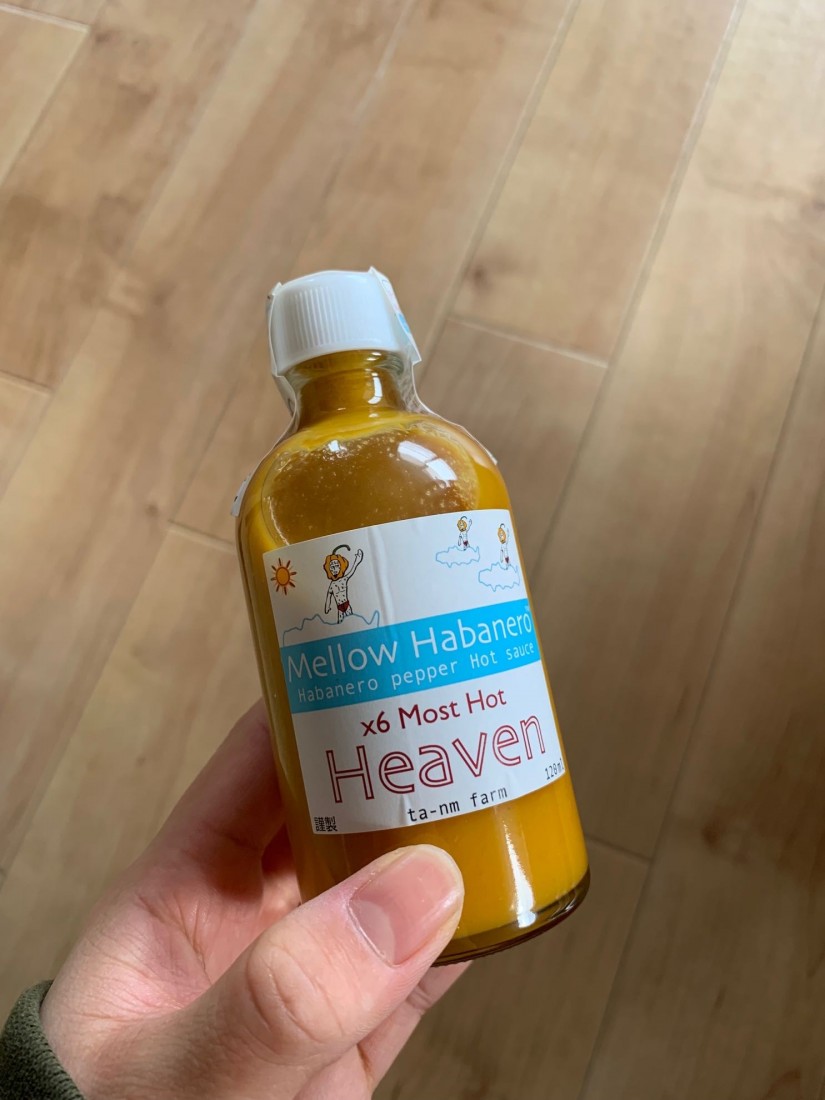 Mellow Habanero
Habanero pepper Hot sauce
x6 Most Hot
Heaven
120ml
ta-nm farm
謹製